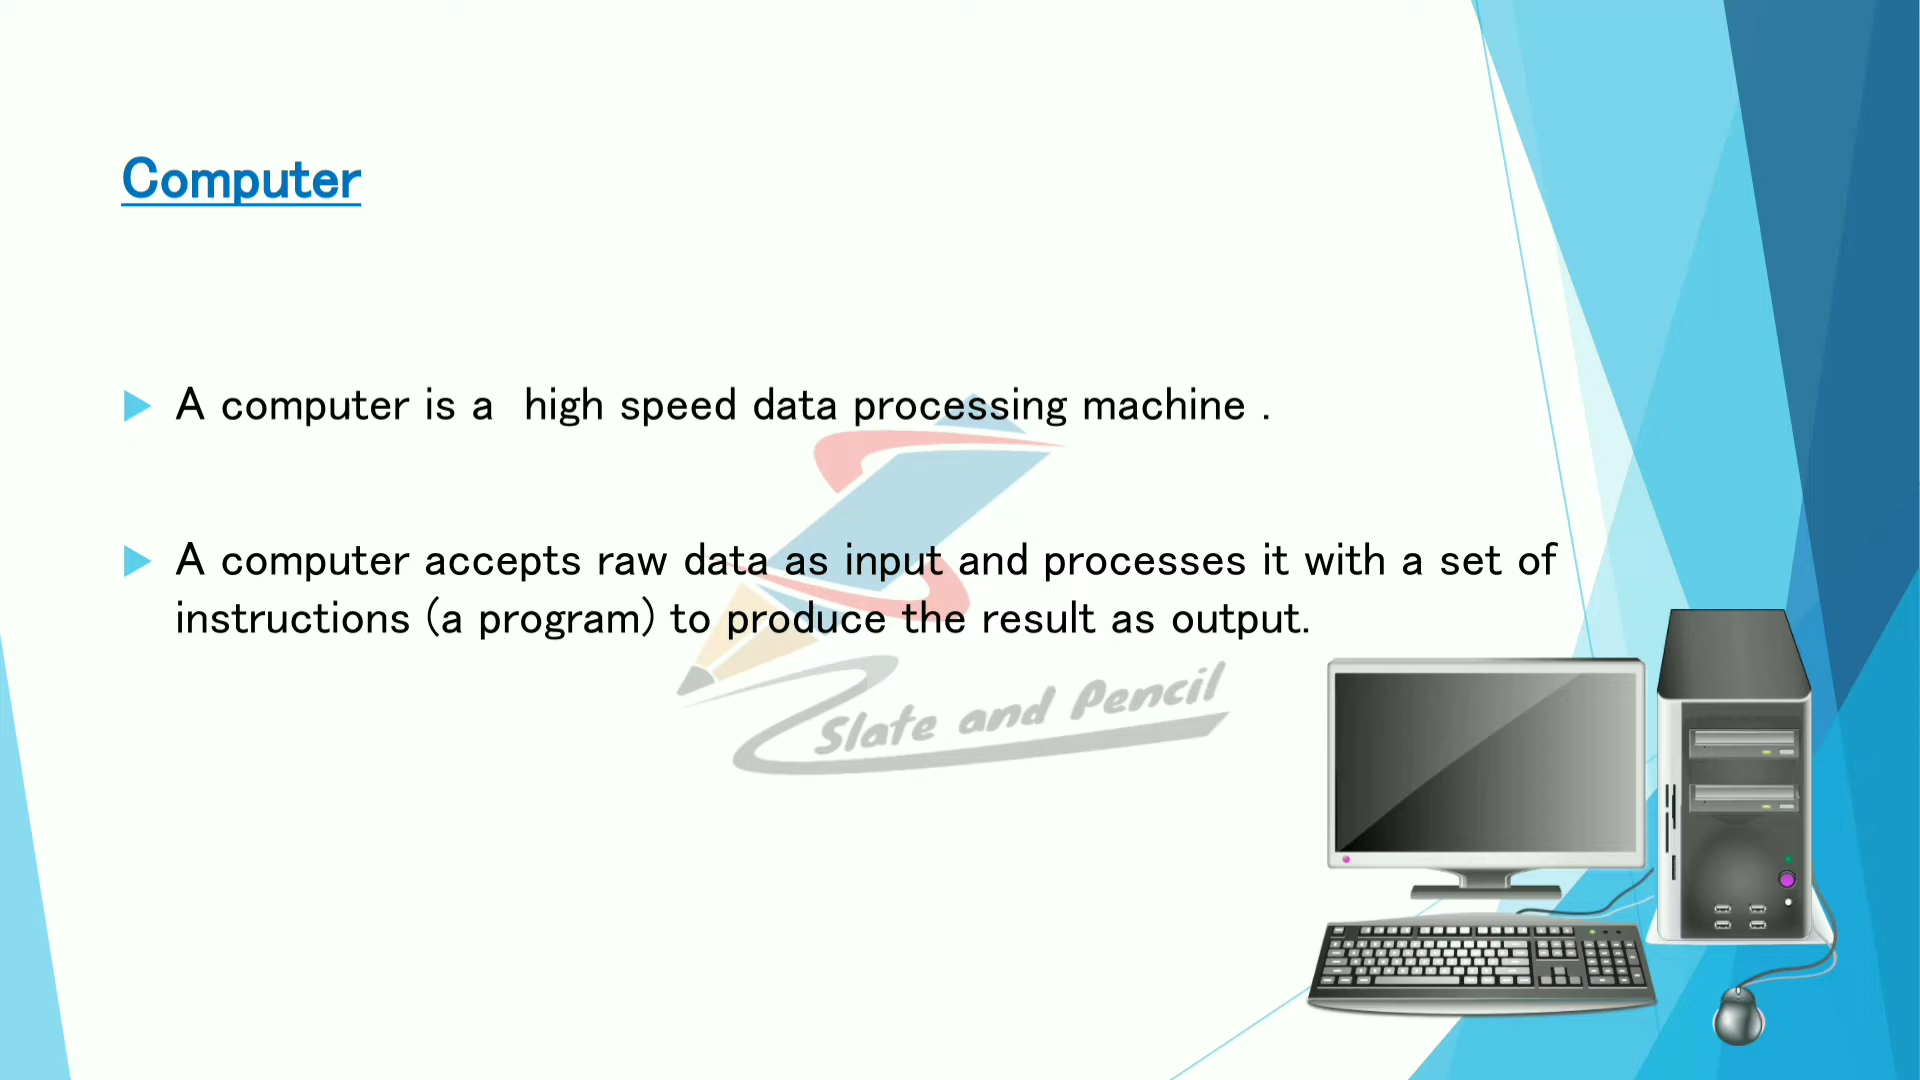 Computer
A computer is a high speed data processing machine .
A computer accepts raw data as input and processes it with a set of
instructions (a program) to produce the result as output.
Slate and Pencil